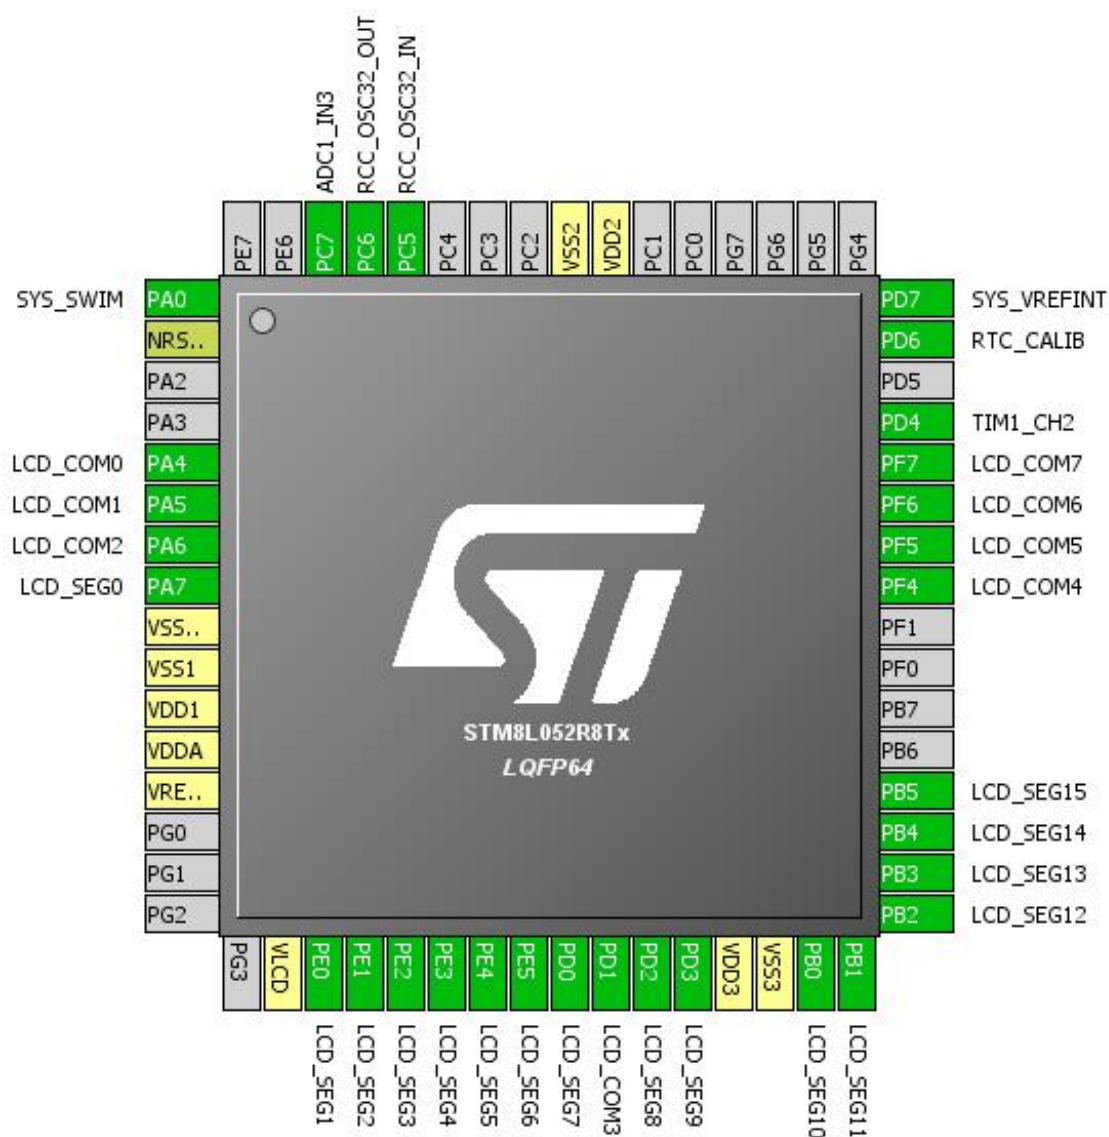 ADC1_IN3
RCC_OSC32_OUT
RCC_OSC32_IN
PE7
PE6
PC7
PC6
PC5
PC4
PC3
PC2
VSS2
VDD2
PC1
PC0
PG7
PG6
PG5
PG4
SYS_SWIM PA0
NRS..
PA2
PA3
LCD_COM0 PA4
LCD_COM1 PA5
LCD_COM2 PA6
LCD_SEG0 PA7
VSS..
VSS1
VDD1
VDDA
VRE..
PG0
PG1
PG2
ST
STM8L052R8Tx
LQFP64
PD7 SYS_VREFINT
PD6 RTC_CALIB
PD5
PD4 TIM1_CH2
PF7 LCD_COM7
PF6 LCD_COM6
PF5 LCD_COM5
PF4 LCD_COM4
PF1
PF0
PB7
PB6
PB5 LCD_SEG15
PB4 LCD_SEG14
PB3 LCD_SEG13
PB2 LCD_SEG12
PG3
VLCD
PE0
PE1
PE2
PE3
PE4
PE5
PD0
PD1
PD2
PD3
VDD3
VSS3
PB0
PB1
LCD_SEG1
LCD_SEG2
LCD_SEG3
LCD_SEG4
LCD_SEG5
LCD_SEG6
LCD_SEG7
LCD_COM3
LCD_SEG8
LCD_SEG9
LCD_SEG10
LCD_SEG11